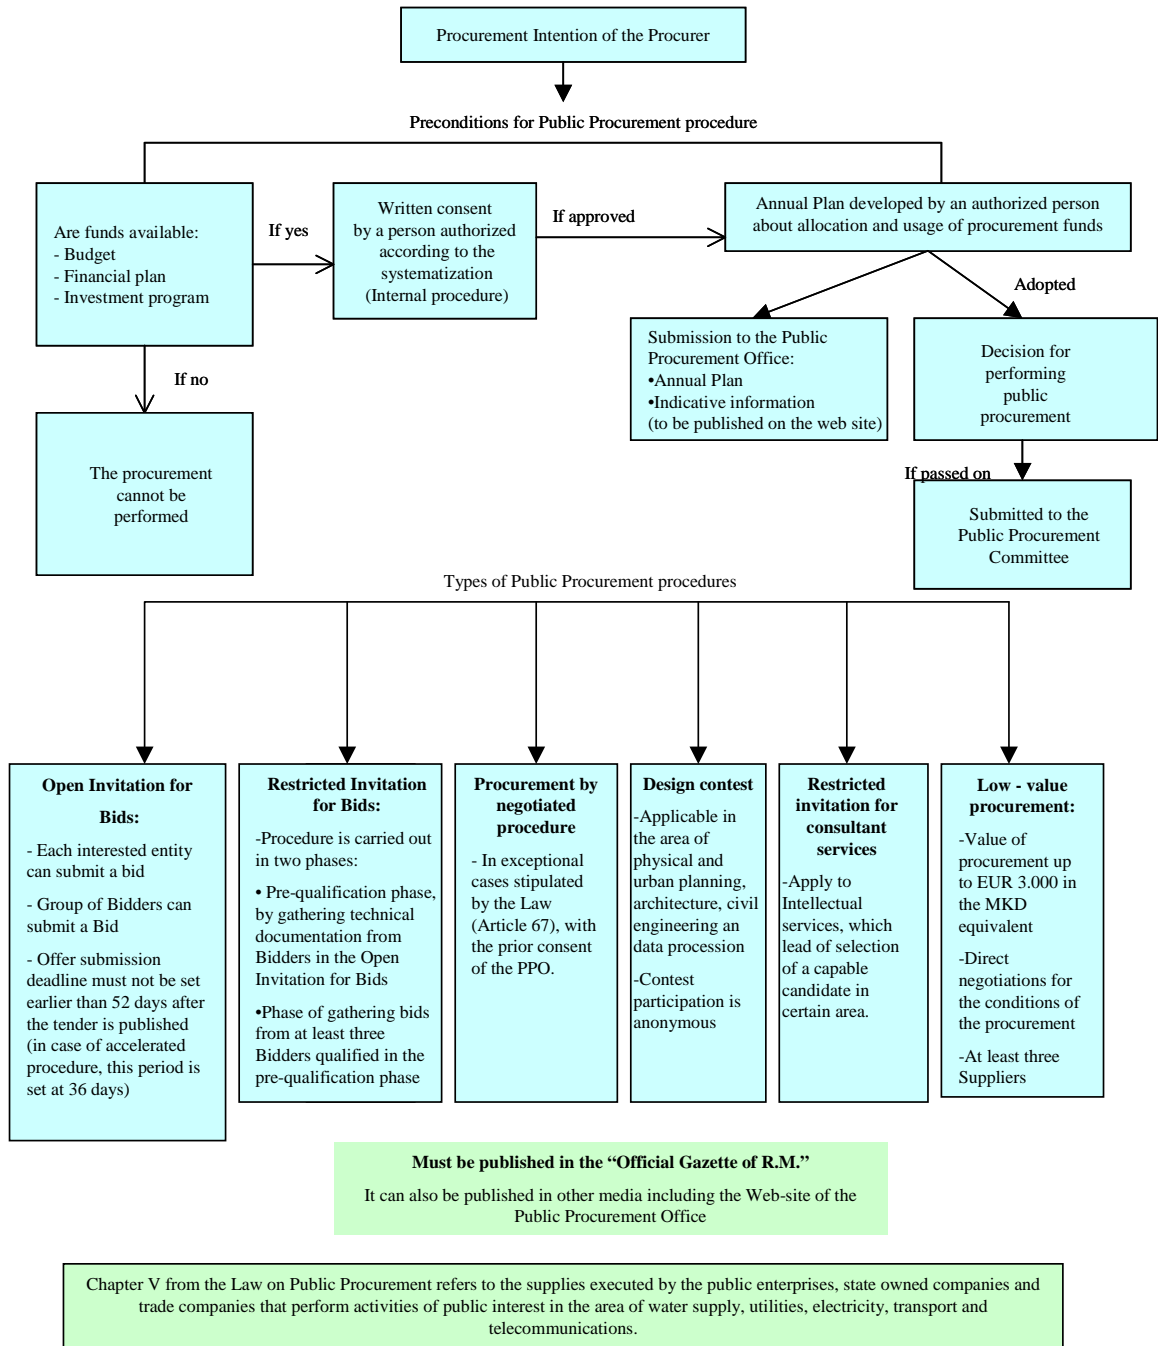 Procurement Intention of the Procurer
Preconditions for Public Procurement procedure
Are funds available:
- Budget
- Financial plan
- Investment program
If yes
Written consent
by a person authorized
according to the
systematization
(Internal procedure)
If approved
Annual Plan developed by an authorized person
about allocation and usage of procurement funds
Adopted
If no
The procurement
cannot be
performed
Submission to the Public
Procurement Office:
•Annual Plan
•Indicative information
(to be published on the web site)
Decision for
performing
public
procurement
If passed on
Submitted to the
Public Procurement
Committee
Types of Public Procurement procedures
Open Invitation for
Bids:
- Each interested entity
can submit a bid
- Group of Bidders can
submit a Bid
- Offer submission
deadline must not be set
earlier than 52 days after
the tender is published
(in case of accelerated
procedure, this period is
set at 36 days)
Restricted Invitation
for Bids:
-Procedure is carried out
in two phases:
• Pre-qualification phase,
by gathering technical
documentation from
Bidders in the Open
Invitation for Bids
•Phase of gathering bids
from at least three
Bidders qualified in the
pre-qualification phase
Procurement by
negotiated
procedure
- In exceptional
cases stipulated
by the Law
(Article 67), with
the prior consent
of the PPO.
Design contest
-Applicable in
the area of
physical and
urban planning,
architecture, civil
engineering an
data procession
-Contest
participation is
anonymous
Restricted
invitation for
consultant
services
-Apply to
Intellectual
services, which
lead of selection
of a capable
candidate in
certain area.
Low - value
procurement:
-Value of
procurement up
to EUR 3.000 in
the MKD
equivalent
-Direct
negotiations for
the conditions of
the procurement
-At least three
Suppliers
Must be published in the “Official Gazette of R.M.”
It can also be published in other media including the Web-site of the
Public Procurement Office
Chapter V from the Law on Public Procurement refers to the supplies executed by the public enterprises, state owned companies and
trade companies that perform activities of public interest in the area of water supply, utilities, electricity, transport and
telecommunications.